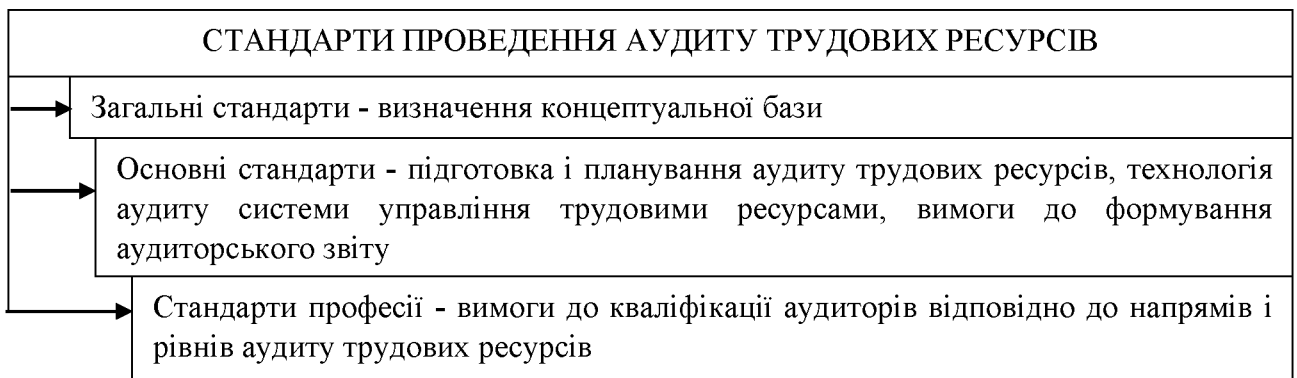 СТАНДАРТИ ПРОВЕДЕННЯ АУДИТУ ТРУДОВИХ РЕСУРСІВ
Загальні стандарти - визначення концептуальної бази
Основні стандарти - підготовка і планування аудиту трудових ресурсів, технологія
аудиту системи управління трудовими ресурсами, вимоги до формування
аудиторського звіту
Стандарти професії - вимоги до кваліфікації аудиторів відповідно до напрямів і
рівнів аудиту трудових ресурсів